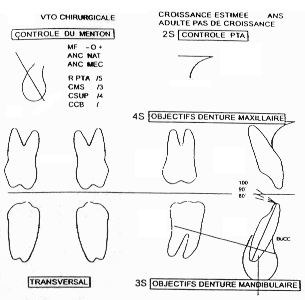 VTO CHIRURGICALE
CROISSANCE ESTIMEE ANS
ADULTE PAS DE CROISSANCE
CONTROLE DU MENTON
2S CONTROLE PTA
MF - O +
ANC NAT
ANC MEC
R PTA /5
CMS /3
CSUP /4
CCB /
4S OBJECTIFS DENTURE MAXILLAIRE
100
90
80
BUCC
TRANSVERSAL
3S OBJECTIFS DENTURE MANDIBULAIRE